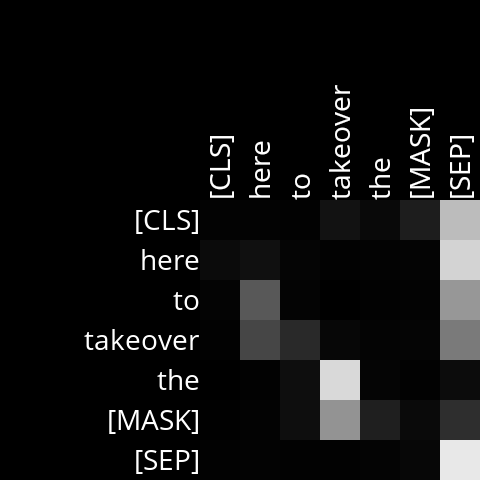 [CLS] here to takeover the [MASK] [SEP]
[CLS]
here
to
takeover
the
[MASK]
[SEP]